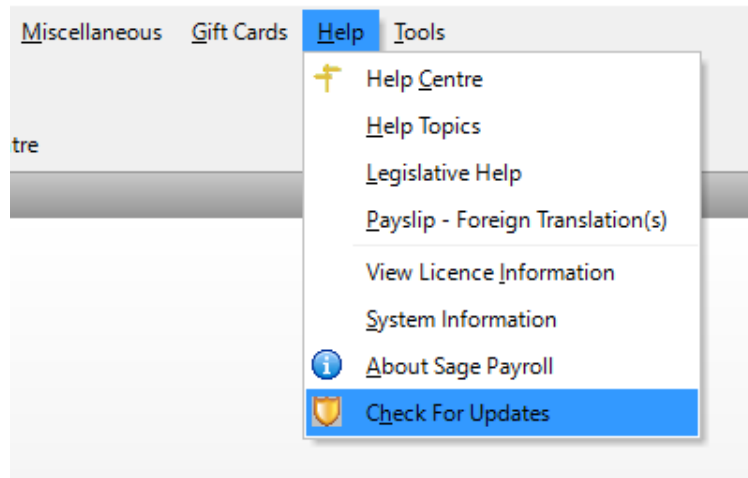 Miscellaneous Gift Cards Help Tools
Help Centre
Help Topics
tre
Legislative Help
Payslip - Foreign Translation(s)
View Licence Information
System Information
About Sage Payroll
Check For Updates